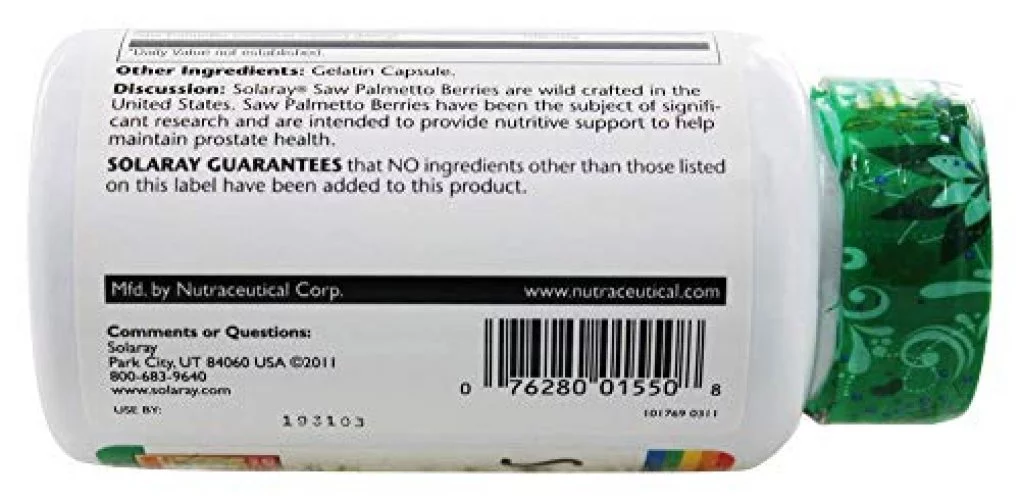 *Daily Value not established.
Other Ingredients: Gelatin Capsule.
Discussion: Solaray® Saw Palmetto Berries are wild crafted in the
United States. Saw Palmetto Berries have been the subject of signifi-
cant research and are intended to provide nutritive support to help
maintain prostate health.
SOLARAY GUARANTEES that NO ingredients other than those listed
on this label have been added to this product.
Mfd. by Nutraceutical Corp. www.nutraceutical.com
Comments or Questions:
Solaray
Park City, UT 84060 USA ©2011
800-683-9640
www.solaray.com
0 76280 01550 8
USE BY:
193103
101769 0311